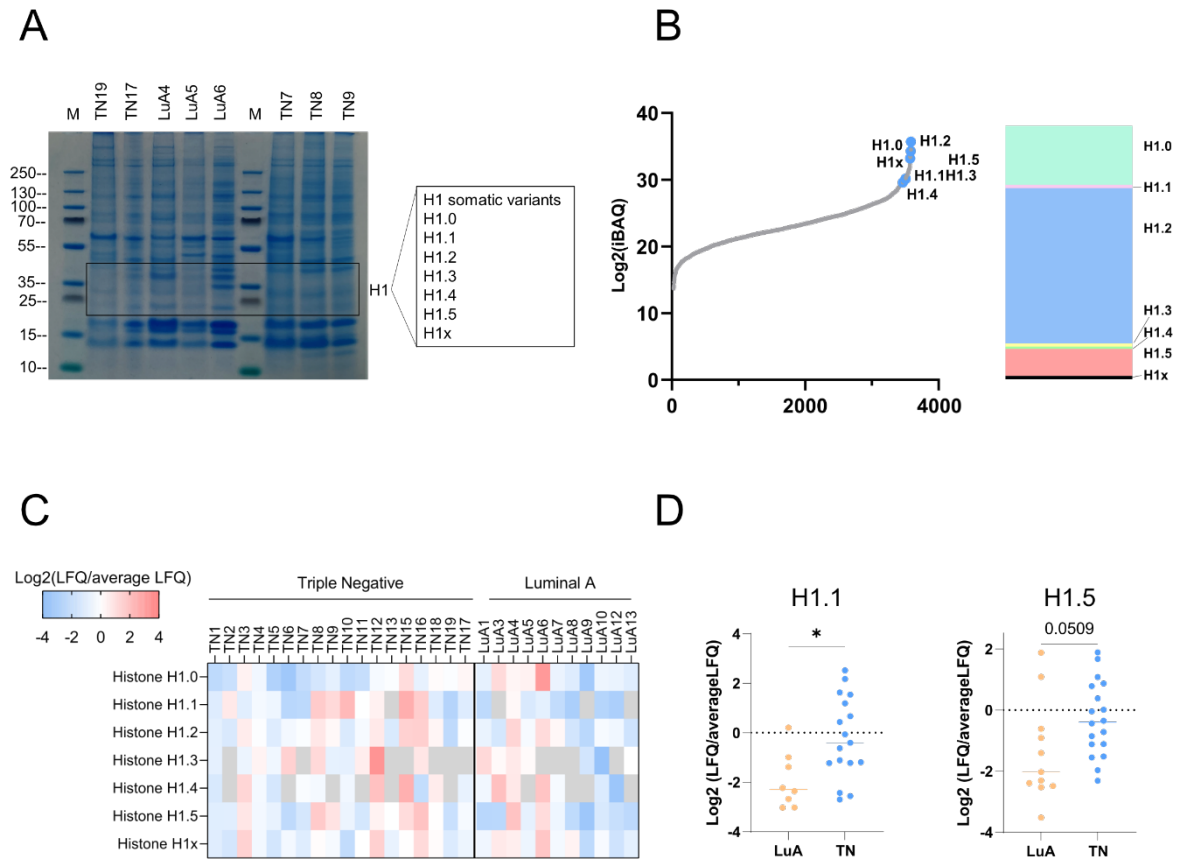 A
M TN19 TN17 LuA4 LuA5 LuA6 M TN7 TN8 TN9
250--
130--
100--
70--
55--
35--
25--
15--
10--
H1
H1 somatic variants
H1.0
H1.1
H1.2
H1.3
H1.4
H1.5
H1x
B
Log2(iBAQ)
40
30
20
10
0
0 2000 4000
H1.0 H1.2
H1x H1.5
H1.1H1.3
H1.4
H1.0
H1.1
H1.2
H1.3
H1.4
H1.5
H1x
C
Log2(LFQ/average LFQ)
-4 -2 0 2 4
Triple Negative Luminal A
TN1 TN2 TN3 TN4 TN5 TN6 TN7 TN8 TN9 TN10 TN11 TN12 TN13 TN15 TN16 TN18 TN19 TN17 LuA1 LuA3 LuA4 LuA5 LuA6 LuA7 LuA8 LuA9 LuA10 LuA12 LuA13
Histone H1.0
Histone H1.1
Histone H1.2
Histone H1.3
Histone H1.4
Histone H1.5
Histone H1x
D
H1.1
Log2 (LFQ/averageLFQ)
4
2
0
-2
-4
*
LuA TN
H1.5
0.0509
Log2 (LFQ/averageLFQ)
2
0
-2
-4
LuA TN